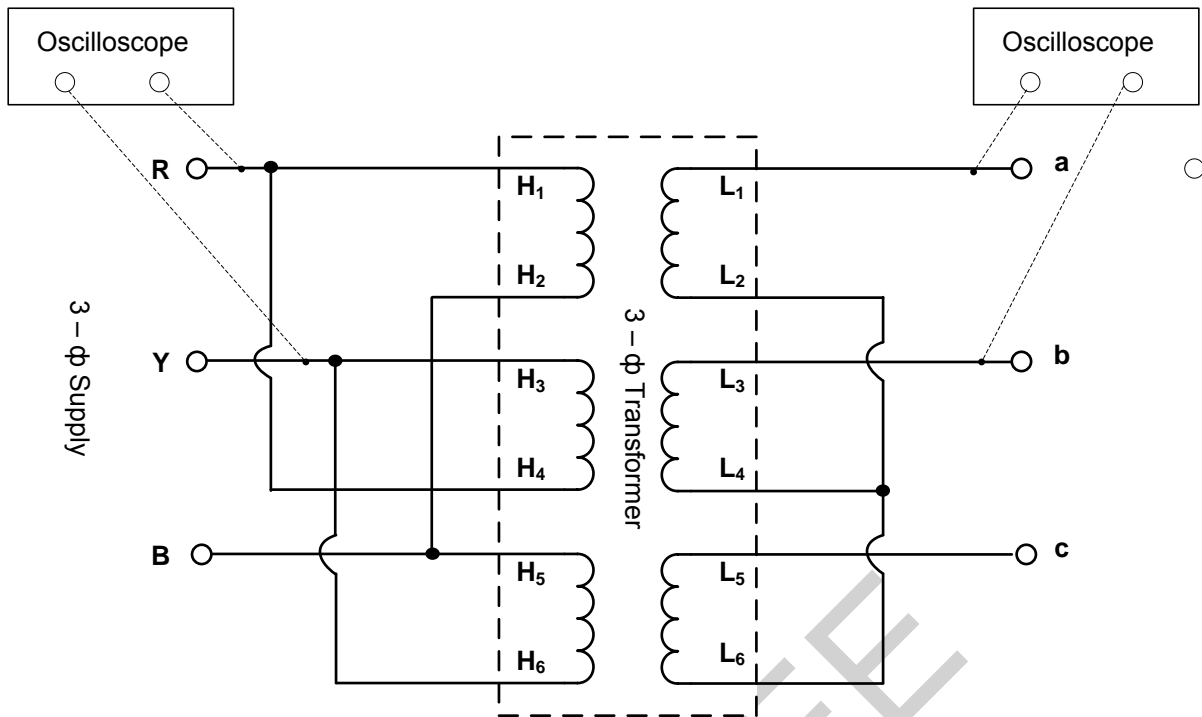 Oscilloscope
Oscilloscope
R
H₁
L₁
a
H₂
L₂
3 – ф Supply
3 – ф Transformer
Y
H₃
L₃
b
H₄
L₄
B
H₅
L₅
c
H₆
L₆